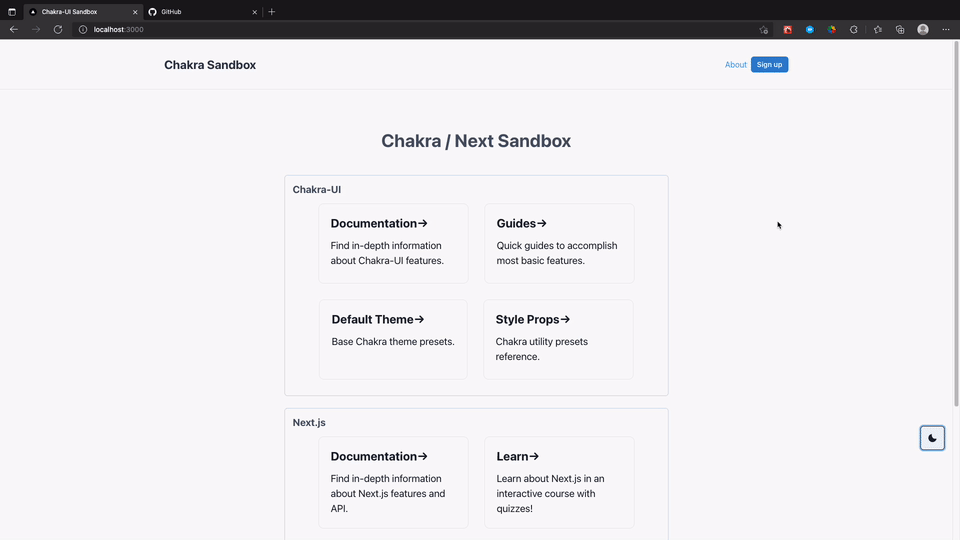 Chakra-UI Sandbox
GitHub
localhost:3000
Chakra Sandbox
About
Sign up
Chakra / Next Sandbox
Chakra-UI
Documentation→
Find in-depth information
about Chakra-UI features.
Guides→
Quick guides to accomplish
most basic features.
Default Theme→
Base Chakra theme presets.
Style Props→
Chakra utility presets
reference.
Next.js
Documentation→
Find in-depth information
about Next.js features and
API.
Learn→
Learn about Next.js in an
interactive course with
quizzes!